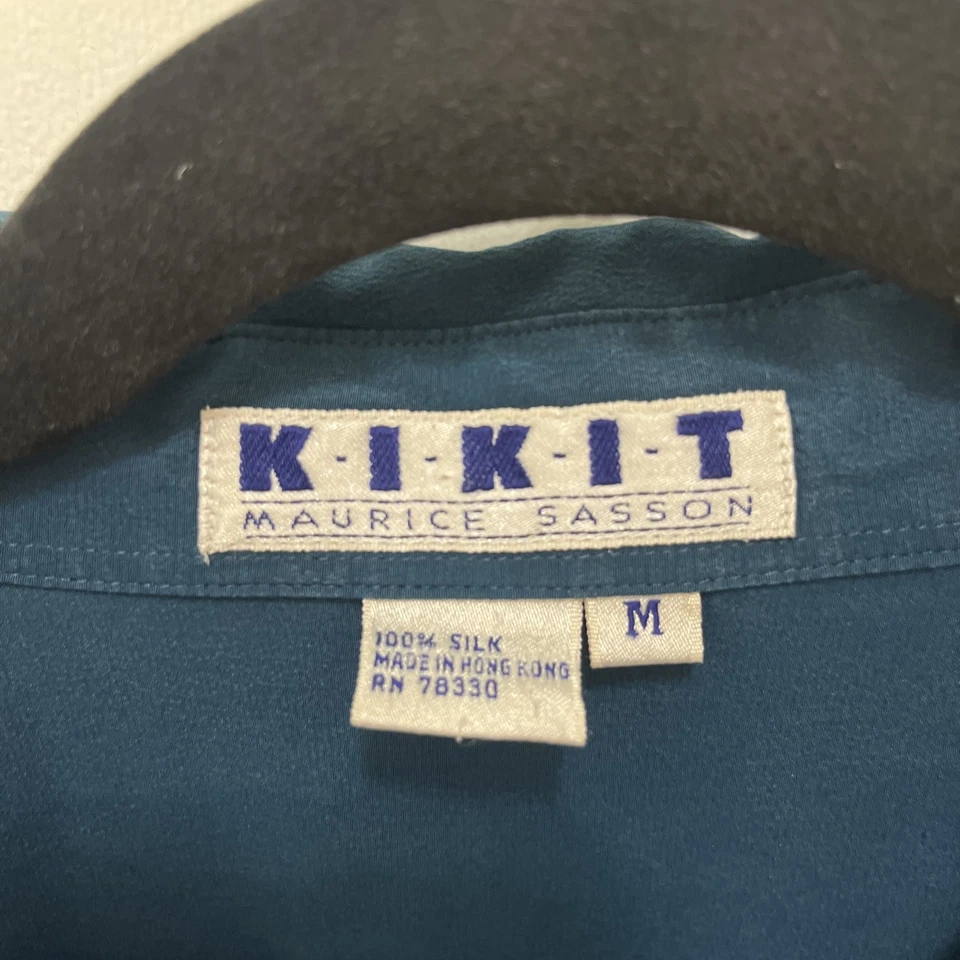 K-I-K-I-T
MAURICE SASSON
100% SILK
MADE IN HONG KONG
RN 78330
M